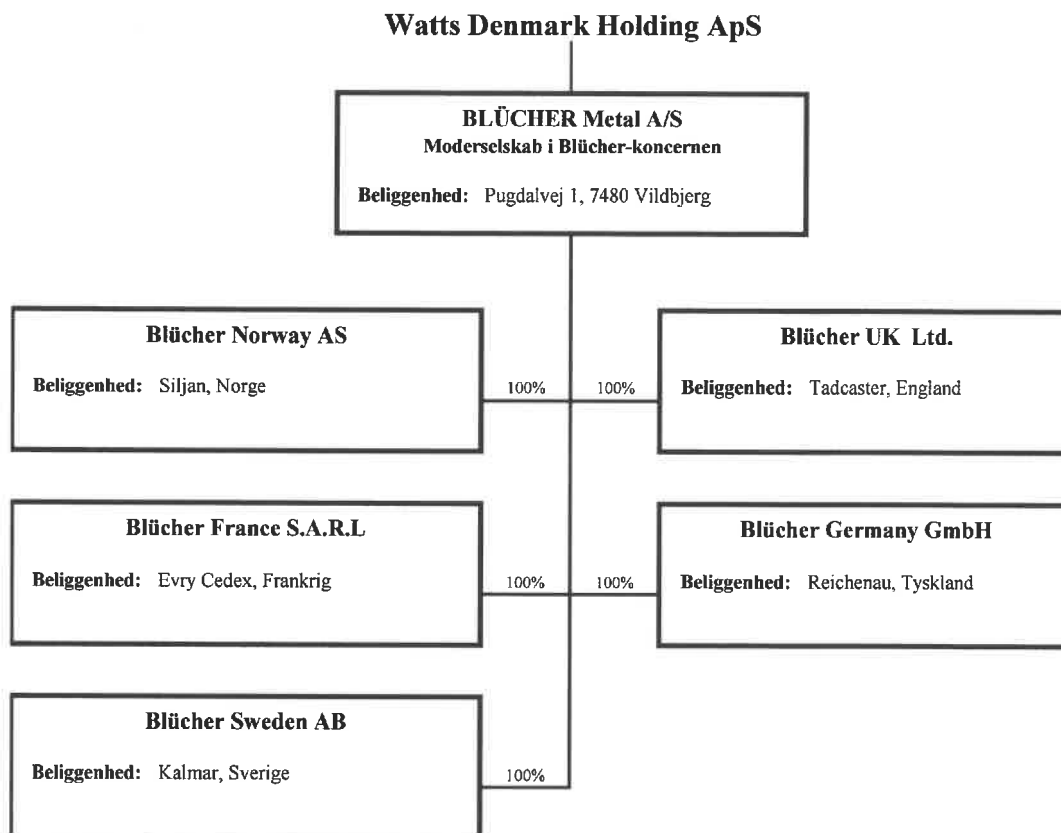 Watts Denmark Holding ApS
BLÜCHER Metal A/S
Moderselskab i Blücher-koncernen
Beliggenhed: Pugdalvej 1, 7480 Vildbjerg
Blücher Norway AS
Beliggenhed: Siljan, Norge
100%
100%
Blücher UK Ltd.
Beliggenhed: Tadcaster, England
Blücher France S.A.R.L
Beliggenhed: Evry Cedex, Frankrig
100%
100%
Blücher Germany GmbH
Beliggenhed: Reichenau, Tyskland
Blücher Sweden AB
Beliggenhed: Kalmar, Sverige
100%